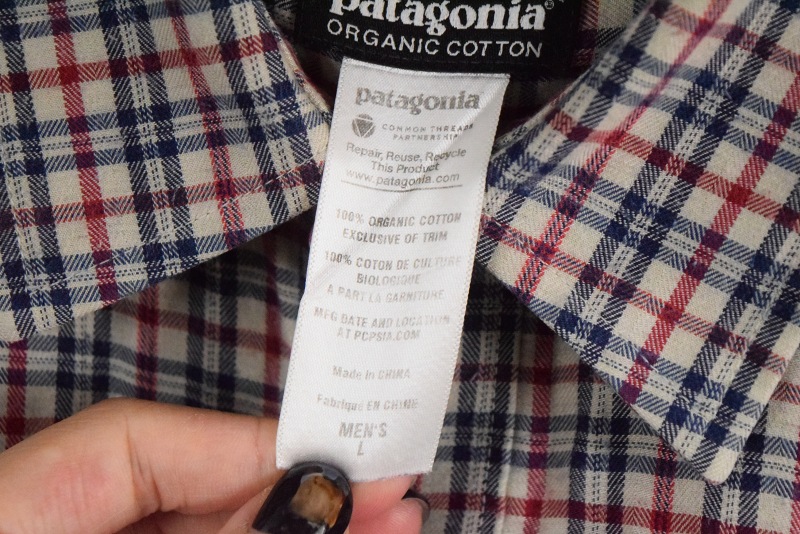 patagonia®
ORGANIC COTTON
patagonia
COMMON THREADS
PARTNERSHIP
Repair, Reuse, Recycle
This Product
www.patagonia.com
100% ORGANIC COTTON
EXCLUSIVE OF TRIM
100% COTON DE CULTURE
BIOLOGIQUE
A PART LA GARNITURE
MFG DATE AND LOCATION
AT PCPSIA.COM
Made in CHINA
Fabriqué EN CHINE
MEN'S
L